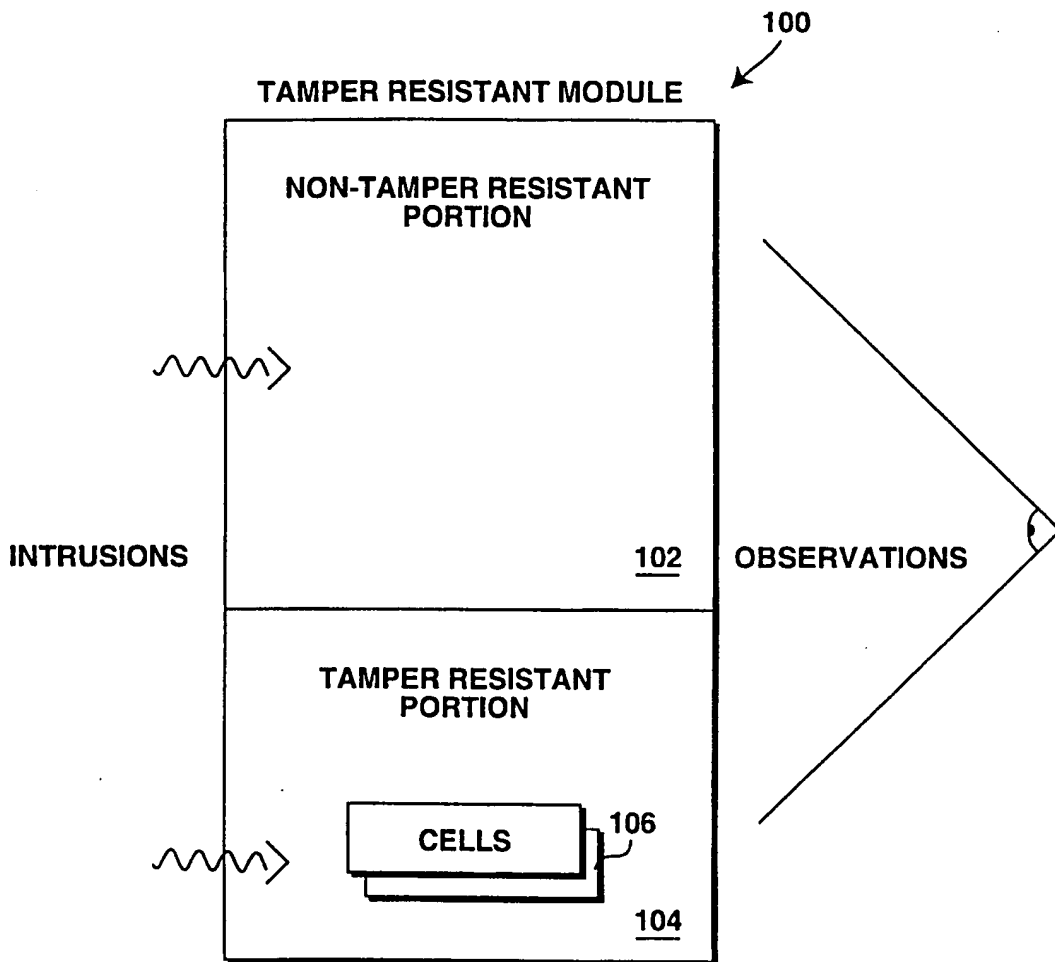 100
TAMPER RESISTANT MODULE
NON-TAMPER RESISTANT
PORTION
INTRUSIONS
102
OBSERVATIONS
TAMPER RESISTANT
PORTION
106
CELLS
104